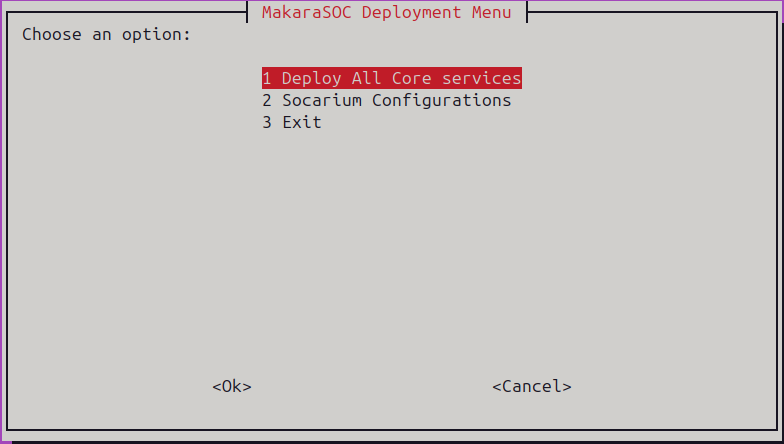 MakaraSOC Deployment Menu
Choose an option:
1 Deploy All Core services
2 Socarium Configurations
3 Exit
<Ok> <Cancel>